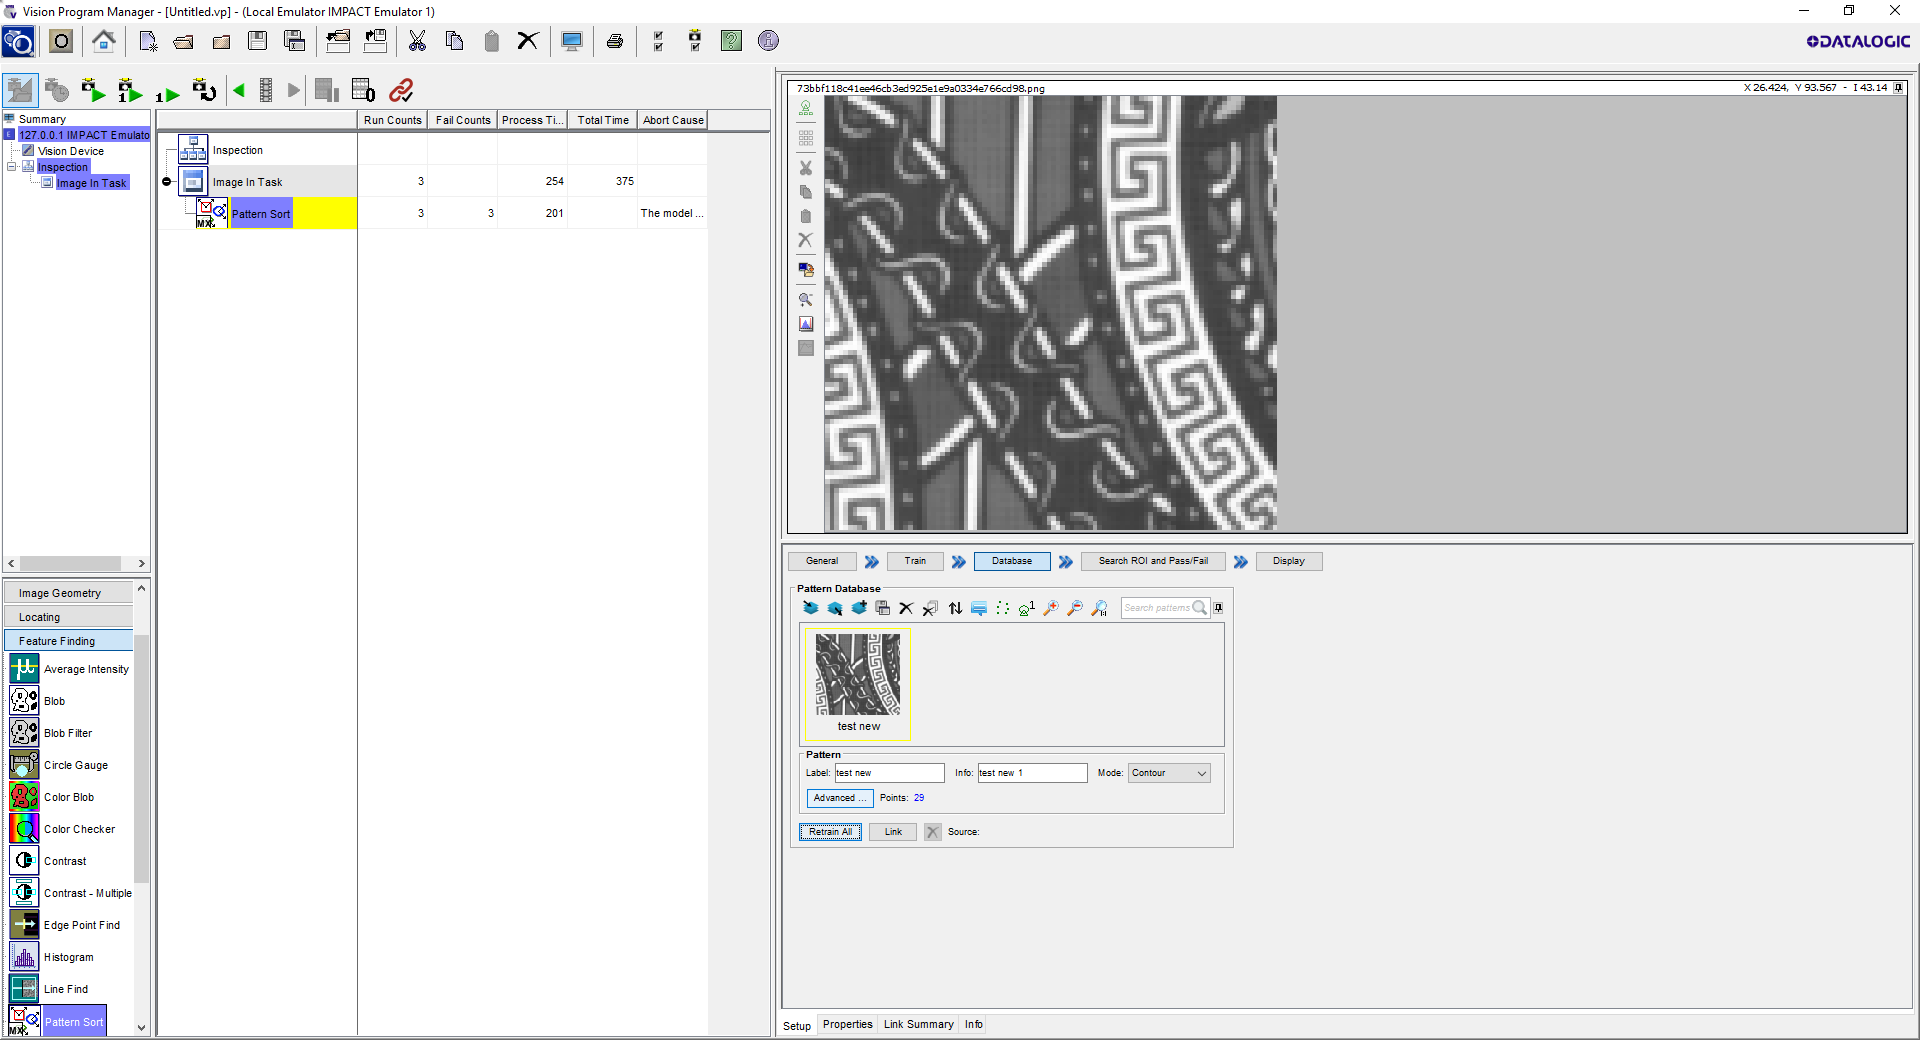 Vision Program Manager - [Untitled.vp] - (Local Emulator IMPACT Emulator 1)
DATALOGIC
Summary
127.0.0.1 IMPACT Emulato
Vision Device
Inspection
Image In Task
Run Counts
Fail Counts
Process Ti...
Total Time
Abort Cause
Inspection
Image In Task
3
254
375
Pattern Sort
3
3
201
The model ...
73bbf118c41ee46cb3ed925e1e9a0334e766cd98.png
X 26.424, Y 93.567 - I 43.14
Image Geometry
Locating
Feature Finding
Average Intensity
Blob
Blob Filter
Circle Gauge
Color Blob
Color Checker
Contrast
Contrast - Multiple
Edge Point Find
Histogram
Line Find
Pattern Sort
General
Train
Database
Search ROI and Pass/Fail
Display
Pattern Database
Search patterns
test new
Pattern
Label: test new
Info: test new 1
Mode: Contour
Advanced ...
Points: 29
Retrain All
Link
Source:
Setup
Properties
Link Summary
Info